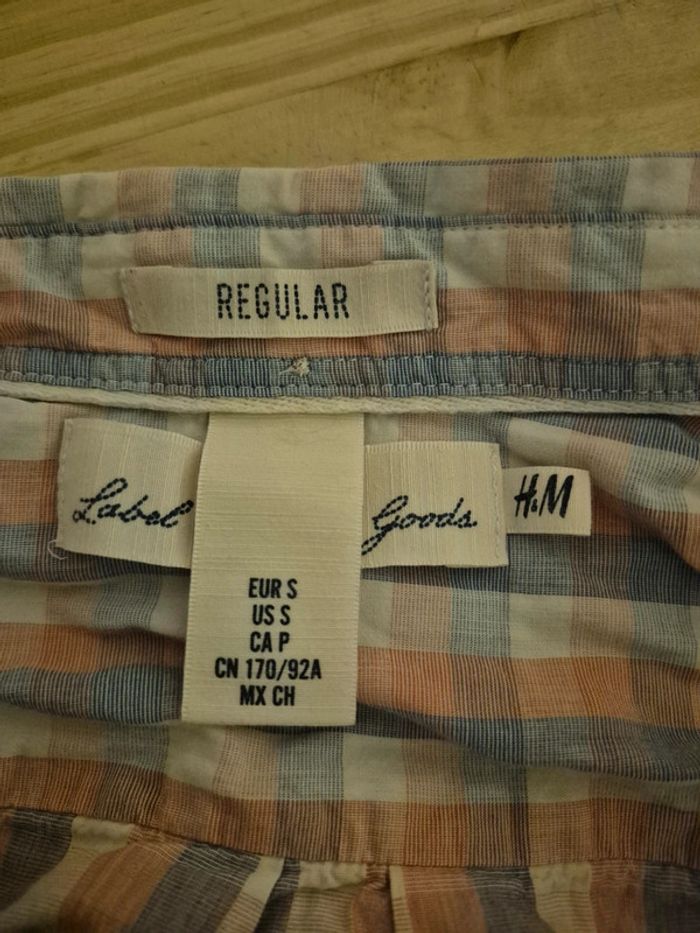 REGULAR
Label
Goods
H&M
EUR S
US S
CA P
CN 170/92A
MX CH